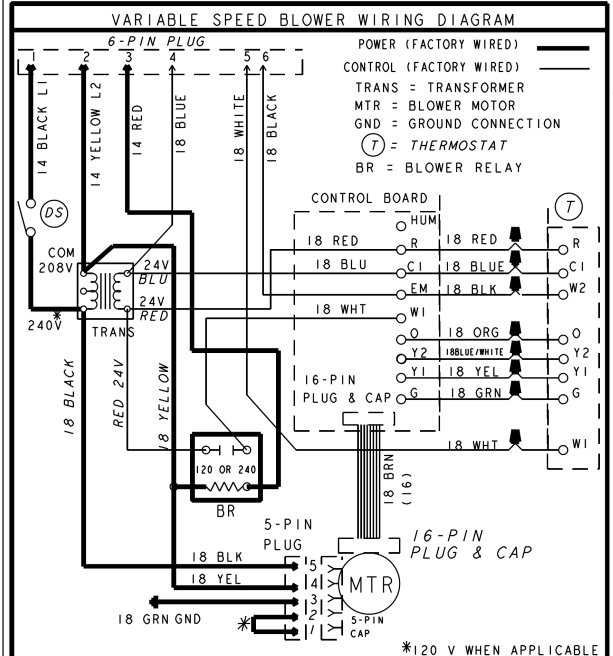 VARIABLE SPEED BLOWER WIRING DIAGRAM
6-PIN PLUG
1 2 3 4 5 6
POWER (FACTORY WIRED)
CONTROL (FACTORY WIRED)
TRANS = TRANSFORMER
MTR = BLOWER MOTOR
GND = GROUND CONNECTION
T = THERMOSTAT
BR = BLOWER RELAY
14 BLACK L1
14 YELLOW L2
14 RED
18 BLUE
18 WHITE
18 BLACK
DS
CONTROL BOARD
T
HUM
18 RED R 18 RED R
18 BLU C1 18 BLUE C1
EM 18 BLK W2
18 WHT W1
O 18 ORG O
Y2 18BLUE/WHITE Y2
Y1 18 YEL Y1
G 18 GRN G
18 WHT W1
16-PIN
PLUG & CAP
COM
208V
24V
BLU
24V
RED
*
240V
TRANS
18 BLACK
RED 24V
18 YELLOW
120 OR 240
BR
18 BRN
(16)
5-PIN
PLUG
16-PIN
PLUG & CAP
18 BLK 5
18 YEL 4
3
2
1
MTR
18 GRN GND
*
5-PIN
CAP
*120 V WHEN APPLICABLE